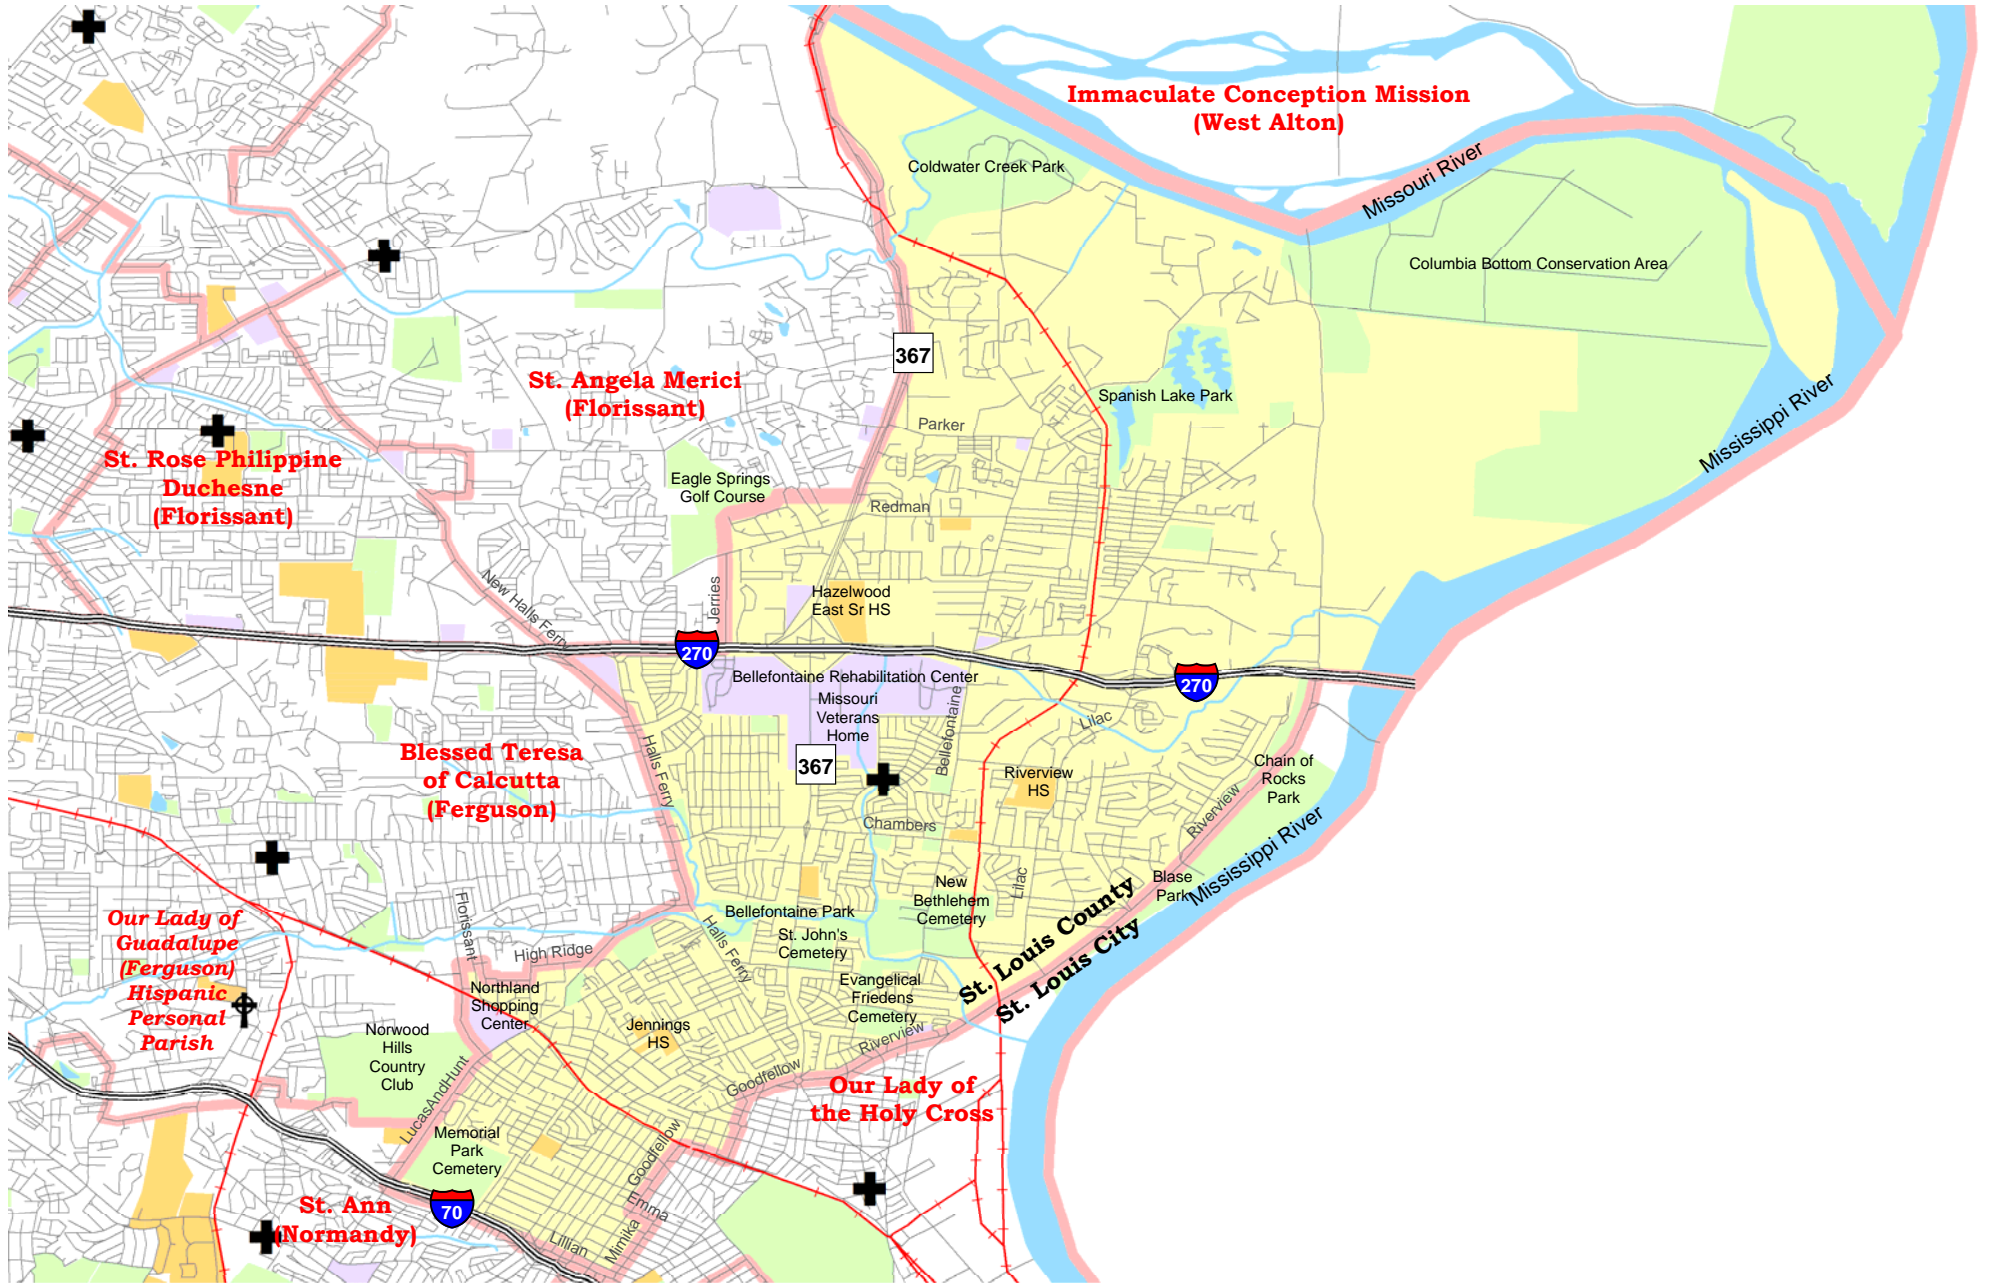 Immaculate Conception Mission
(West Alton)
Coldwater Creek Park
Missouri River
Columbia Bottom Conservation Area
367
St. Angela Merici
(Florissant)
Spanish Lake Park
Mississippi River
Parker
St. Rose Philippine
Duchesne
(Florissant)
Eagle Springs
Golf Course
Redman
New Halls Ferry
Jerries
Hazelwood
East Sr HS
270
270
Bellefontaine Rehabilitation Center
Missouri
Veterans
Home
Bellefontaine
Lilac
Blessed Teresa
of Calcutta
(Ferguson)
Halls Ferry
367
Riverview
HS
Chain of
Rocks
Park
Riverview
Chambers
Mississippi River
Lilac
Blase
Park
New
Bethlehem
Cemetery
Florissant
Our Lady of
Guadalupe
(Ferguson)
Hispanic
Personal
Parish
High Ridge
Bellefontaine Park
Halls Ferry
St. John's
Cemetery
St. Louis County
St. Louis City
Northland
Shopping
Center
Evangelical
Friedens
Cemetery
Norwood
Hills
Country
Club
Jennings
HS
Riverview
Goodfellow
LucasAndHunt
Our Lady of
the Holy Cross
Memorial
Park
Cemetery
Goodfellow
Emma
St. Ann
(Normandy)
70
Lillian
Mimika